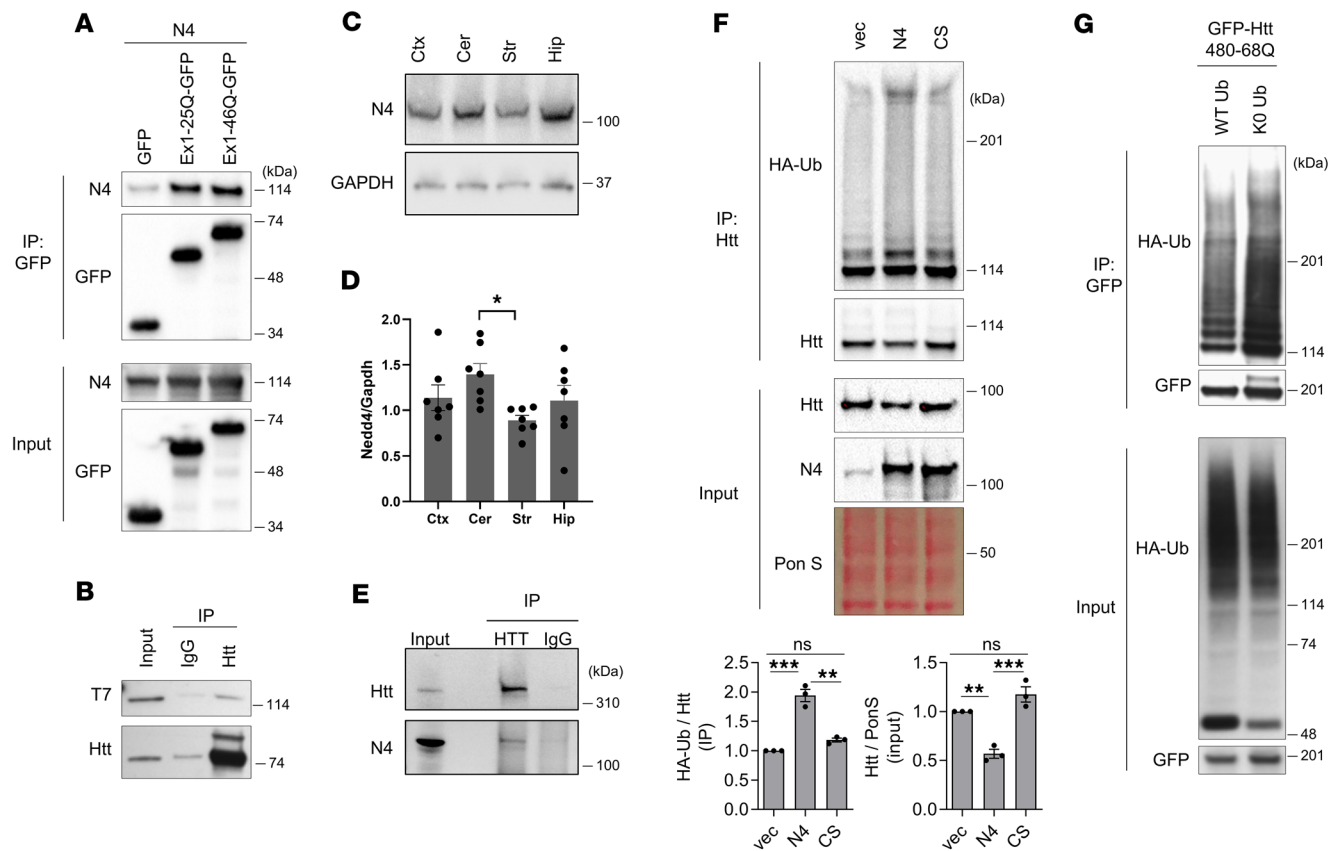 A
N4
GFP
Ex1-25Q-GFP
Ex1-46Q-GFP
(kDa)
IP:
GFP
N4
114
GFP
74
48
34
Input
N4
114
GFP
74
48
34
B
IP
Input
IgG
Htt
T7
114
Htt
74
C
Ctx
Cer
Str
Hip
N4
100
GAPDH
37
D
*
Nedd4/Gapdh
2.0
1.5
1.0
0.5
0.0
Ctx
Cer
Str
Hip
E
IP
Input
HTT
IgG
(kDa)
Htt
310
N4
100
F
vec
N4
CS
(kDa)
IP:
Htt
HA-Ub
201
114
Htt
114
Input
Htt
100
N4
100
Pon S
50
ns
***
**
HA-Ub / Htt
(IP)
2.5
2.0
1.5
1.0
0.5
0.0
vec
N4
CS
ns
**
***
Htt / PonS
(input)
1.5
1.0
0.5
0.0
vec
N4
CS
G
GFP-Htt
480-68Q
WT Ub
K0 Ub
(kDa)
IP:
GFP
HA-Ub
201
114
GFP
201
Input
HA-Ub
201
114
74
48
GFP
201